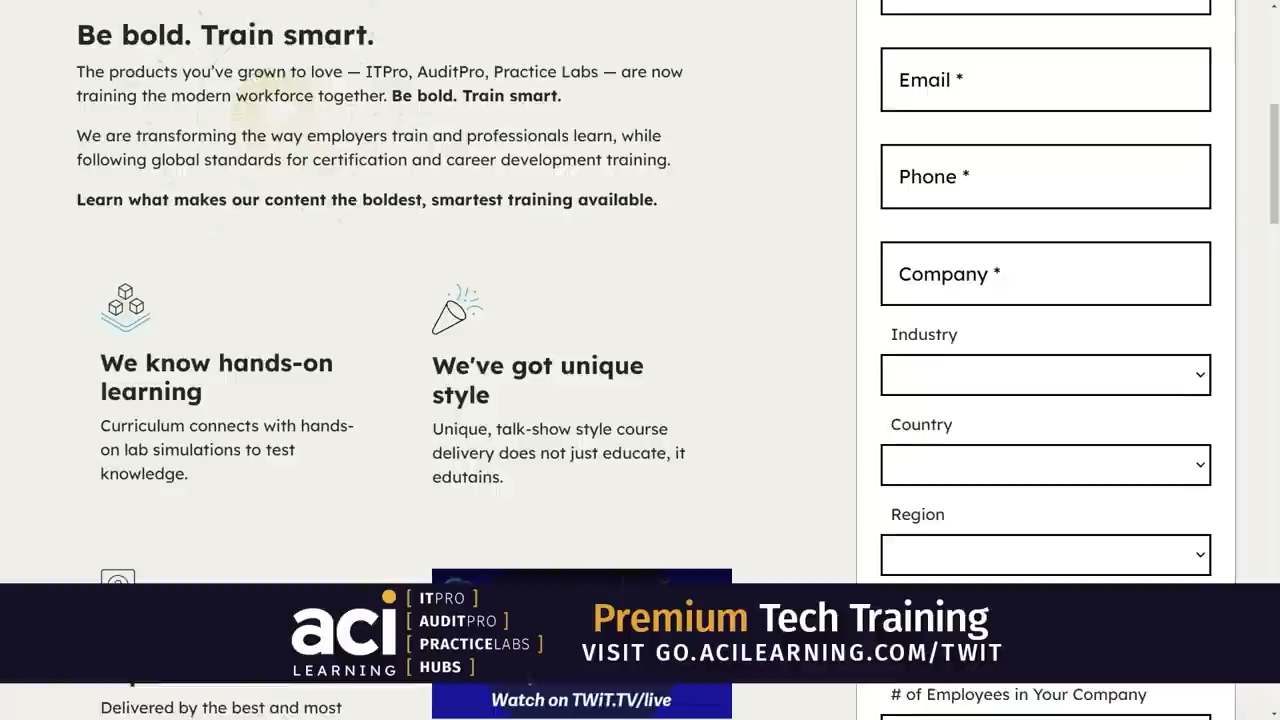 Be bold. Train smart.
The products you’ve grown to love — ITPro, AuditPro, Practice Labs — are now
training the modern workforce together. Be bold. Train smart.
We are transforming the way employers train and professionals learn, while
following global standards for certification and career development training.
Learn what makes our content the boldest, smartest training available.
We know hands-on
learning
Curriculum connects with hands-
on lab simulations to test
knowledge.
We've got unique
style
Unique, talk-show style course
delivery does not just educate, it
edutains.
Delivered by the best and most
Email *
Phone *
Company *
Industry
Country
Region
# of Employees in Your Company
aci
LEARNING
[ ITPRO ]
[ AUDITPRO ]
[ PRACTICELABS ]
[ HUBS ]
Premium Tech Training
VISIT GO.ACILEARNING.COM/TWIT
Watch on TWiT.TV/live